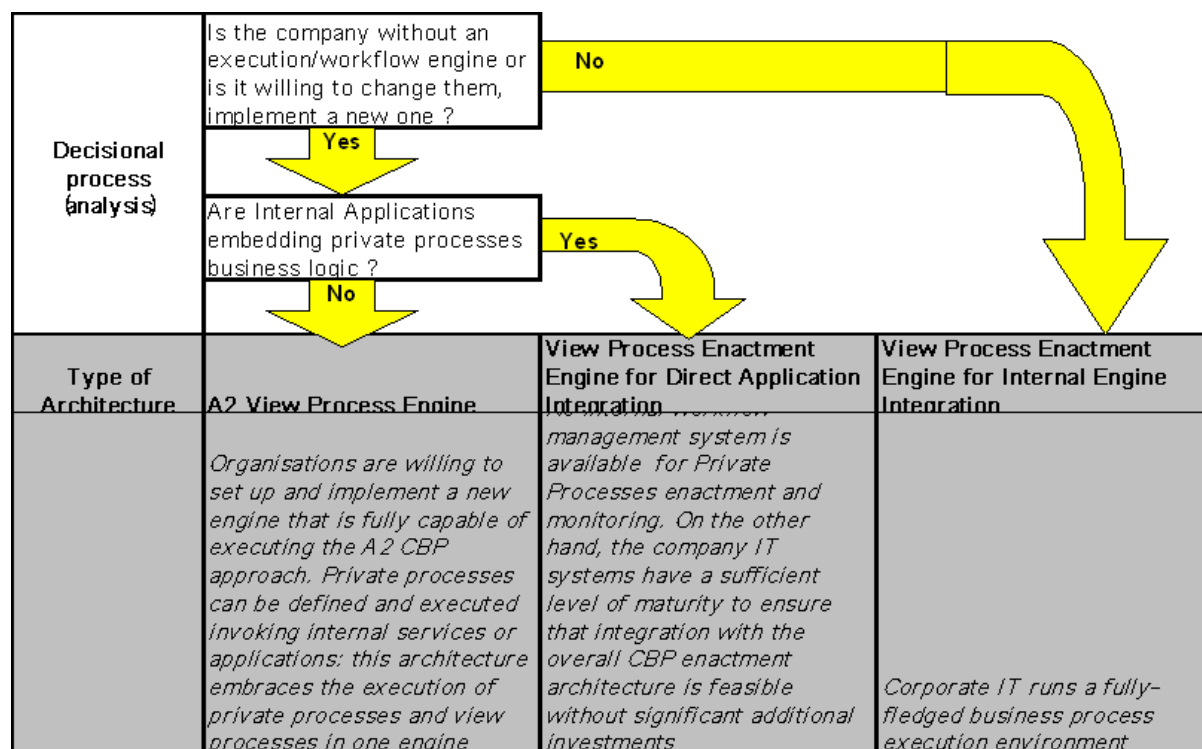 Is the company without an
execution/workflow engine or
is it willing to change them,
implement a new one ?
No
Yes
Decisional
process
(analysis)
Are Internal Applications
embedding private processes
business logic ?
Yes
No
Type of
Architecture
A2 View Process Engine
View Process Enactment
Engine for Direct Application
Integration
View Process Enactment
Engine for Internal Engine
Integration
Organisations are willing to
set up and implement a new
engine that is fully capable of
executing the A2 CBP
approach. Private processes
can be defined and executed
invoking internal services or
applications: this architecture
embraces the execution of
private processes and view
processes in one engine
No internal workflow
management system is
available for Private
Processes enactment and
monitoring. On the other
hand, the company IT
systems have a sufficient
level of maturity to ensure
that integration with the
overall CBP enactment
architecture is feasible
without significant additional
investments
Corporate IT runs a fully-
fledged business process
execution environment